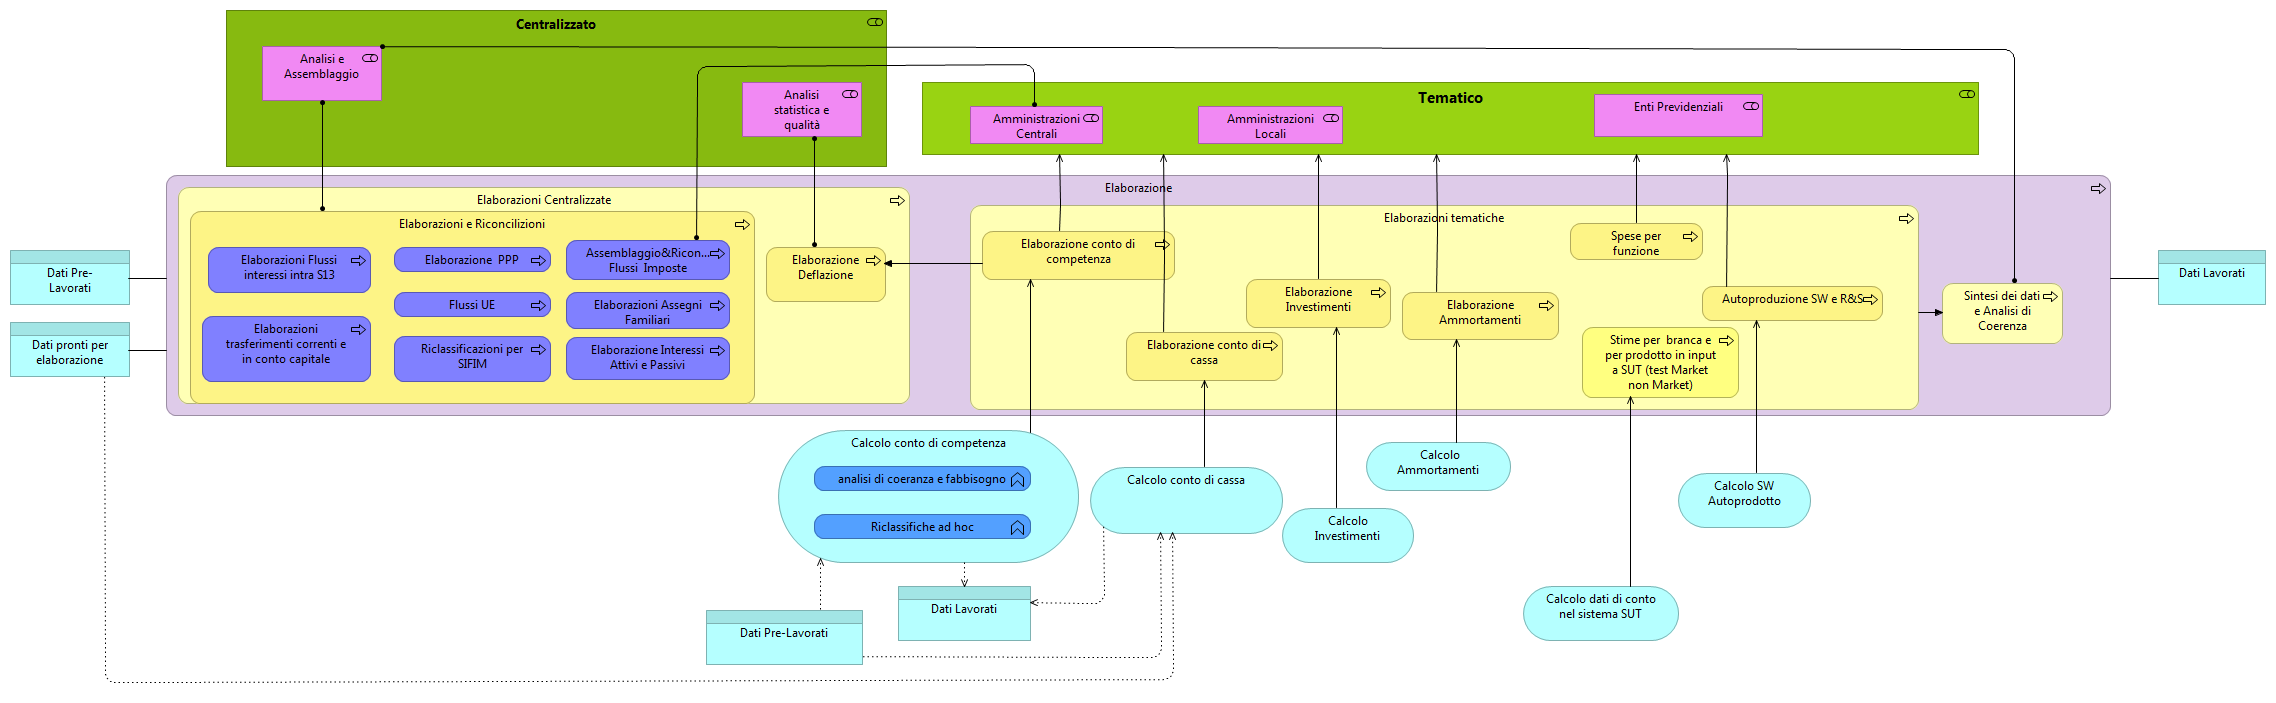 Centralizzato
Analisi e
Assemblaggio
Analisi
statistica e
qualità
Tematico
Amministrazioni
Centrali
Amministrazioni
Locali
Enti Previdenziali
Elaborazione
Elaborazioni Centralizzate
Elaborazioni e Riconcilizioni
Elaborazioni Flussi
interessi intra S13
Elaborazioni
trasferimenti correnti e
in conto capitale
Elaborazione  PPP
Flussi UE
Riclassificazioni per
SIFIM
Assemblaggio&Ricon...
Flussi  Imposte
Elaborazioni Assegni
Familiari
Elaborazione Interessi
Attivi e Passivi
Elaborazione
Deflazione
Elaborazioni tematiche
Elaborazione conto di
competenza
Elaborazione conto di
cassa
Elaborazione
Investimenti
Elaborazione
Ammortamenti
Spese per
funzione
Autoproduzione SW e R&S
Stime per  branca e
per prodotto in input
a SUT (test Market
non Market)
Sintesi dei dati
e Analisi di
Coerenza
Dati Pre-
Lavorati
Dati pronti per
elaborazione
Dati Lavorati
Calcolo conto di competenza
analisi di coeranza e fabbisogno
Riclassifiche ad hoc
Calcolo conto di cassa
Calcolo
Investimenti
Calcolo
Ammortamenti
Calcolo SW
Autoprodotto
Calcolo dati di conto
nel sistema SUT
Dati Lavorati
Dati Pre-Lavorati